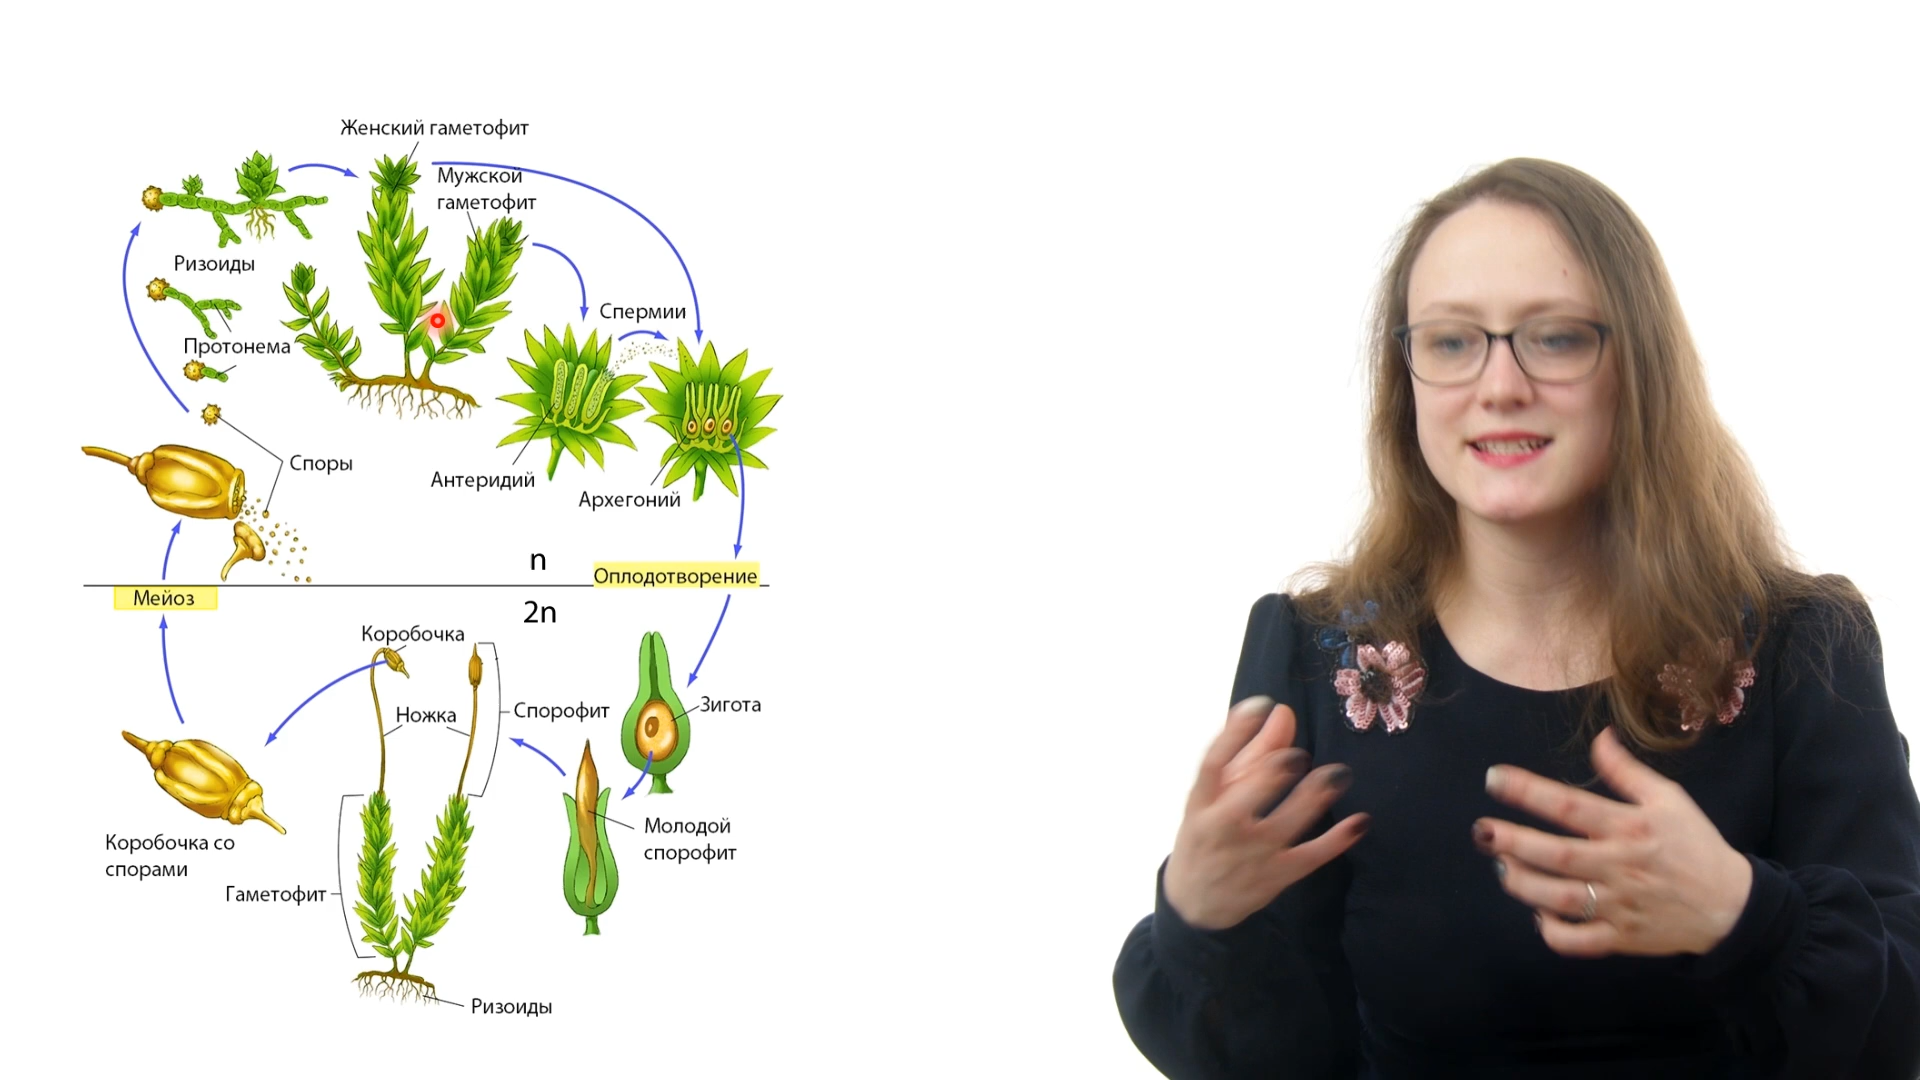 Женский гаметофит
Мужской
гаметофит
Ризоиды
Спермии
Протонема
Споры
Антеридий
Архегоний
n
Оплодотворение
Мейоз
2n
Коробочка
Зигота
Ножка
Спорофит
Молодой
спорофит
Коробочка со
спорами
Гаметофит
Ризоиды